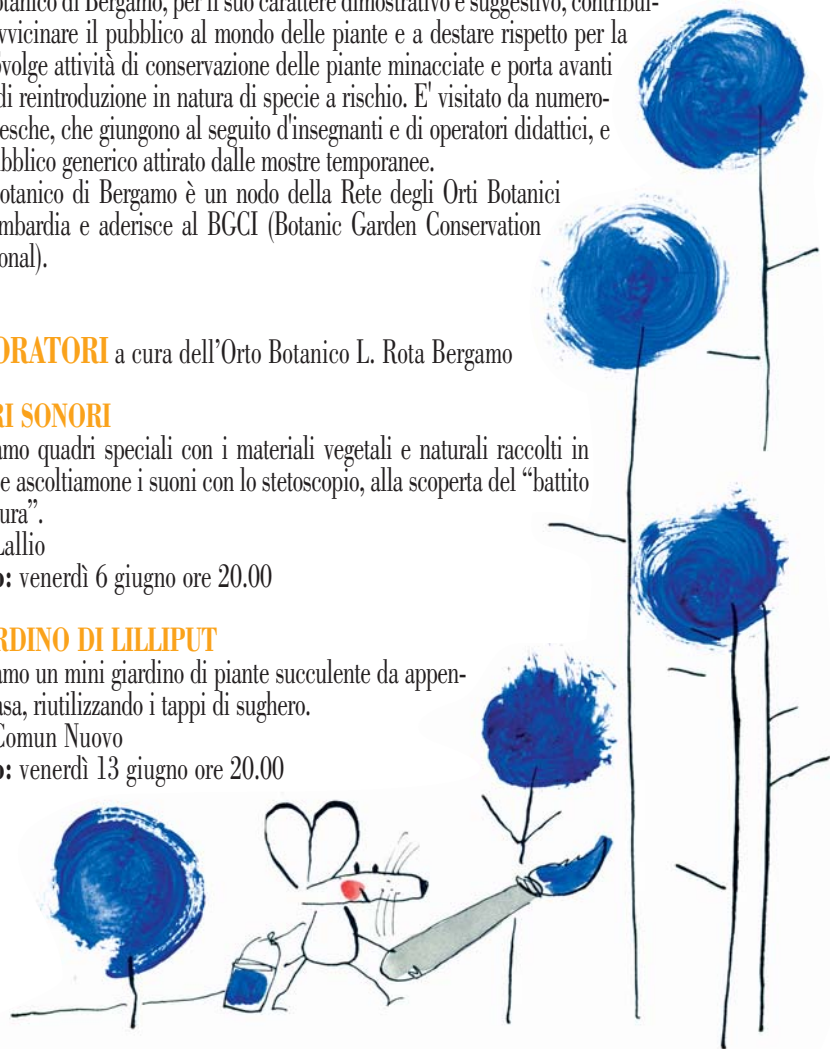 otanico di Bergamo, per il suo carattere dimostrativo e suggestivo, contribui-
vvicinare il pubblico al mondo delle piante e a destare rispetto per la
volge attività di conservazione delle piante minacciate e porta avanti
di reintroduzione in natura di specie a rischio. E' visitato da numero-
esche, che giungono al seguito d'insegnanti e di operatori didattici, e
ubblico generico attirato dalle mostre temporanee.
otanico di Bergamo è un nodo della Rete degli Orti Botanici
mbardia e aderisce al BGCI (Botanic Garden Conservation
onal).
ORATORI a cura dell’Orto Botanico L. Rota Bergamo
RI SONORI
amo quadri speciali con i materiali vegetali e naturali raccolti in
e ascoltiamone i suoni con lo stetoscopio, alla scoperta del “battito
ura”.
Lallio
o: venerdì 6 giugno ore 20.00
RDINO DI LILLIPUT
amo un mini giardino di piante succulente da appen-
asa, riutilizzando i tappi di sughero.
Comun Nuovo
o: venerdì 13 giugno ore 20.00